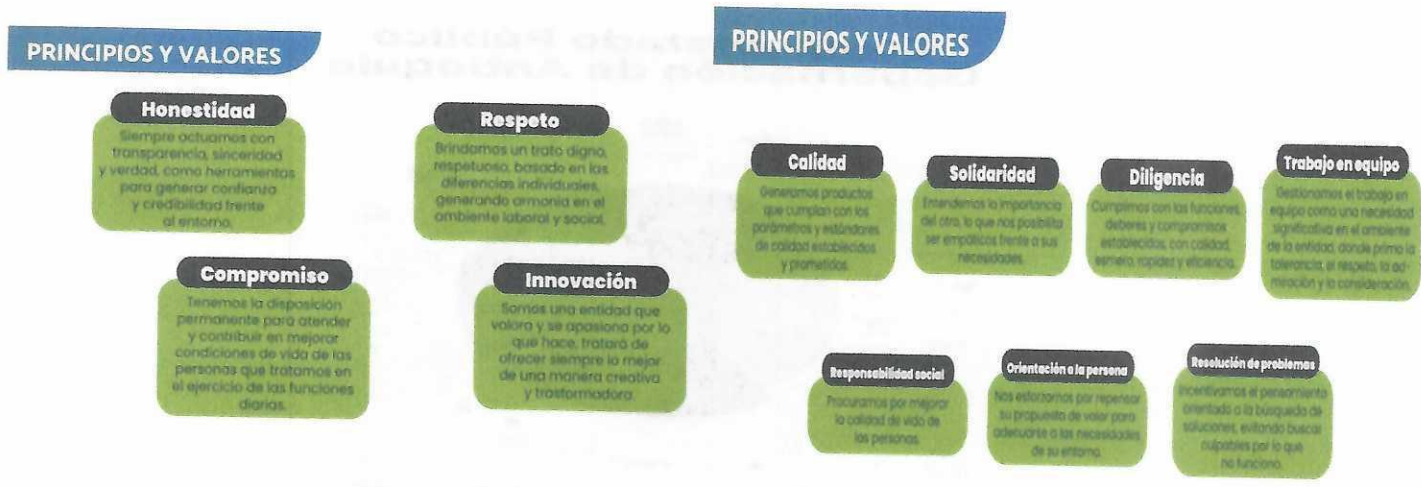 PRINCIPIOS Y VALORES
Honestidad
Siempre actuamos con
transparencia, sinceridad
y verdad, como herramientas
para generar confianza
y credibilidad frente
al entorno.
Respeto
Brindamos un trato digno,
respetuoso, basado en las
diferencias individuales,
generando armonía en el
ambiente laboral y social.
Compromiso
Tenemos la disposición
permanente para atender
y contribuir en mejorar
condiciones de vida de las
personas que tratamos en
el ejercicio de las funciones
diarias.
Innovación
Somos una entidad que
valora y se apasiona por lo
que hace, tratará de
ofrecer siempre lo mejor
de una manera creativa
y trasformadora.
PRINCIPIOS Y VALORES
Calidad
Generamos productos
que cumplan con los
parámetros y estándares
de calidad establecidos
y prometidos.
Solidaridad
Entendemos la importancia
del otro, lo que nos posibilita
ser empáticos frente a sus
necesidades.
Diligencia
Cumplimos con las funciones,
deberes y compromisos
establecidos, con calidad,
esmero, rapidez y eficiencia.
Trabajo en equipo
Gestionamos el trabajo en
equipo como una necesidad
significativa en el ambiente
de la entidad, donde prima la
tolerancia, el respeto, la ad-
miración y la consideración.
Responsabilidad social
Procuramos por mejorar
la calidad de vida de
las personas.
Orientación a la persona
Nos esforzamos por repensar
su propuesta de valor para
adecuarse a las necesidades
de su entorno.
Resolución de problemas
Incentivamos el pensamiento
orientado a la búsqueda de
soluciones, evitando buscar
culpables por lo que
no funciono.